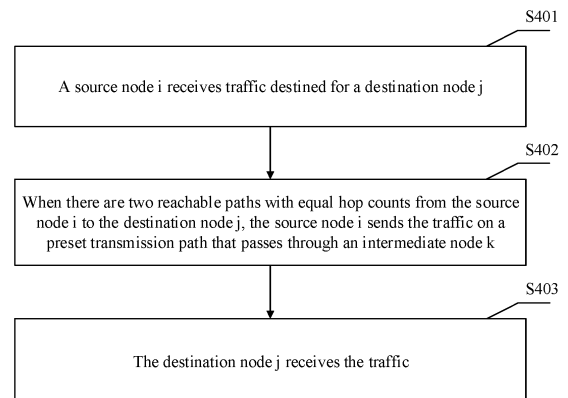 S401
A source node i receives traffic destined for a destination node j
S402
When there are two reachable paths with equal hop counts from the source
node i to the destination node j, the source node i sends the traffic on a
preset transmission path that passes through an intermediate node k
S403
The destination node j receives the traffic